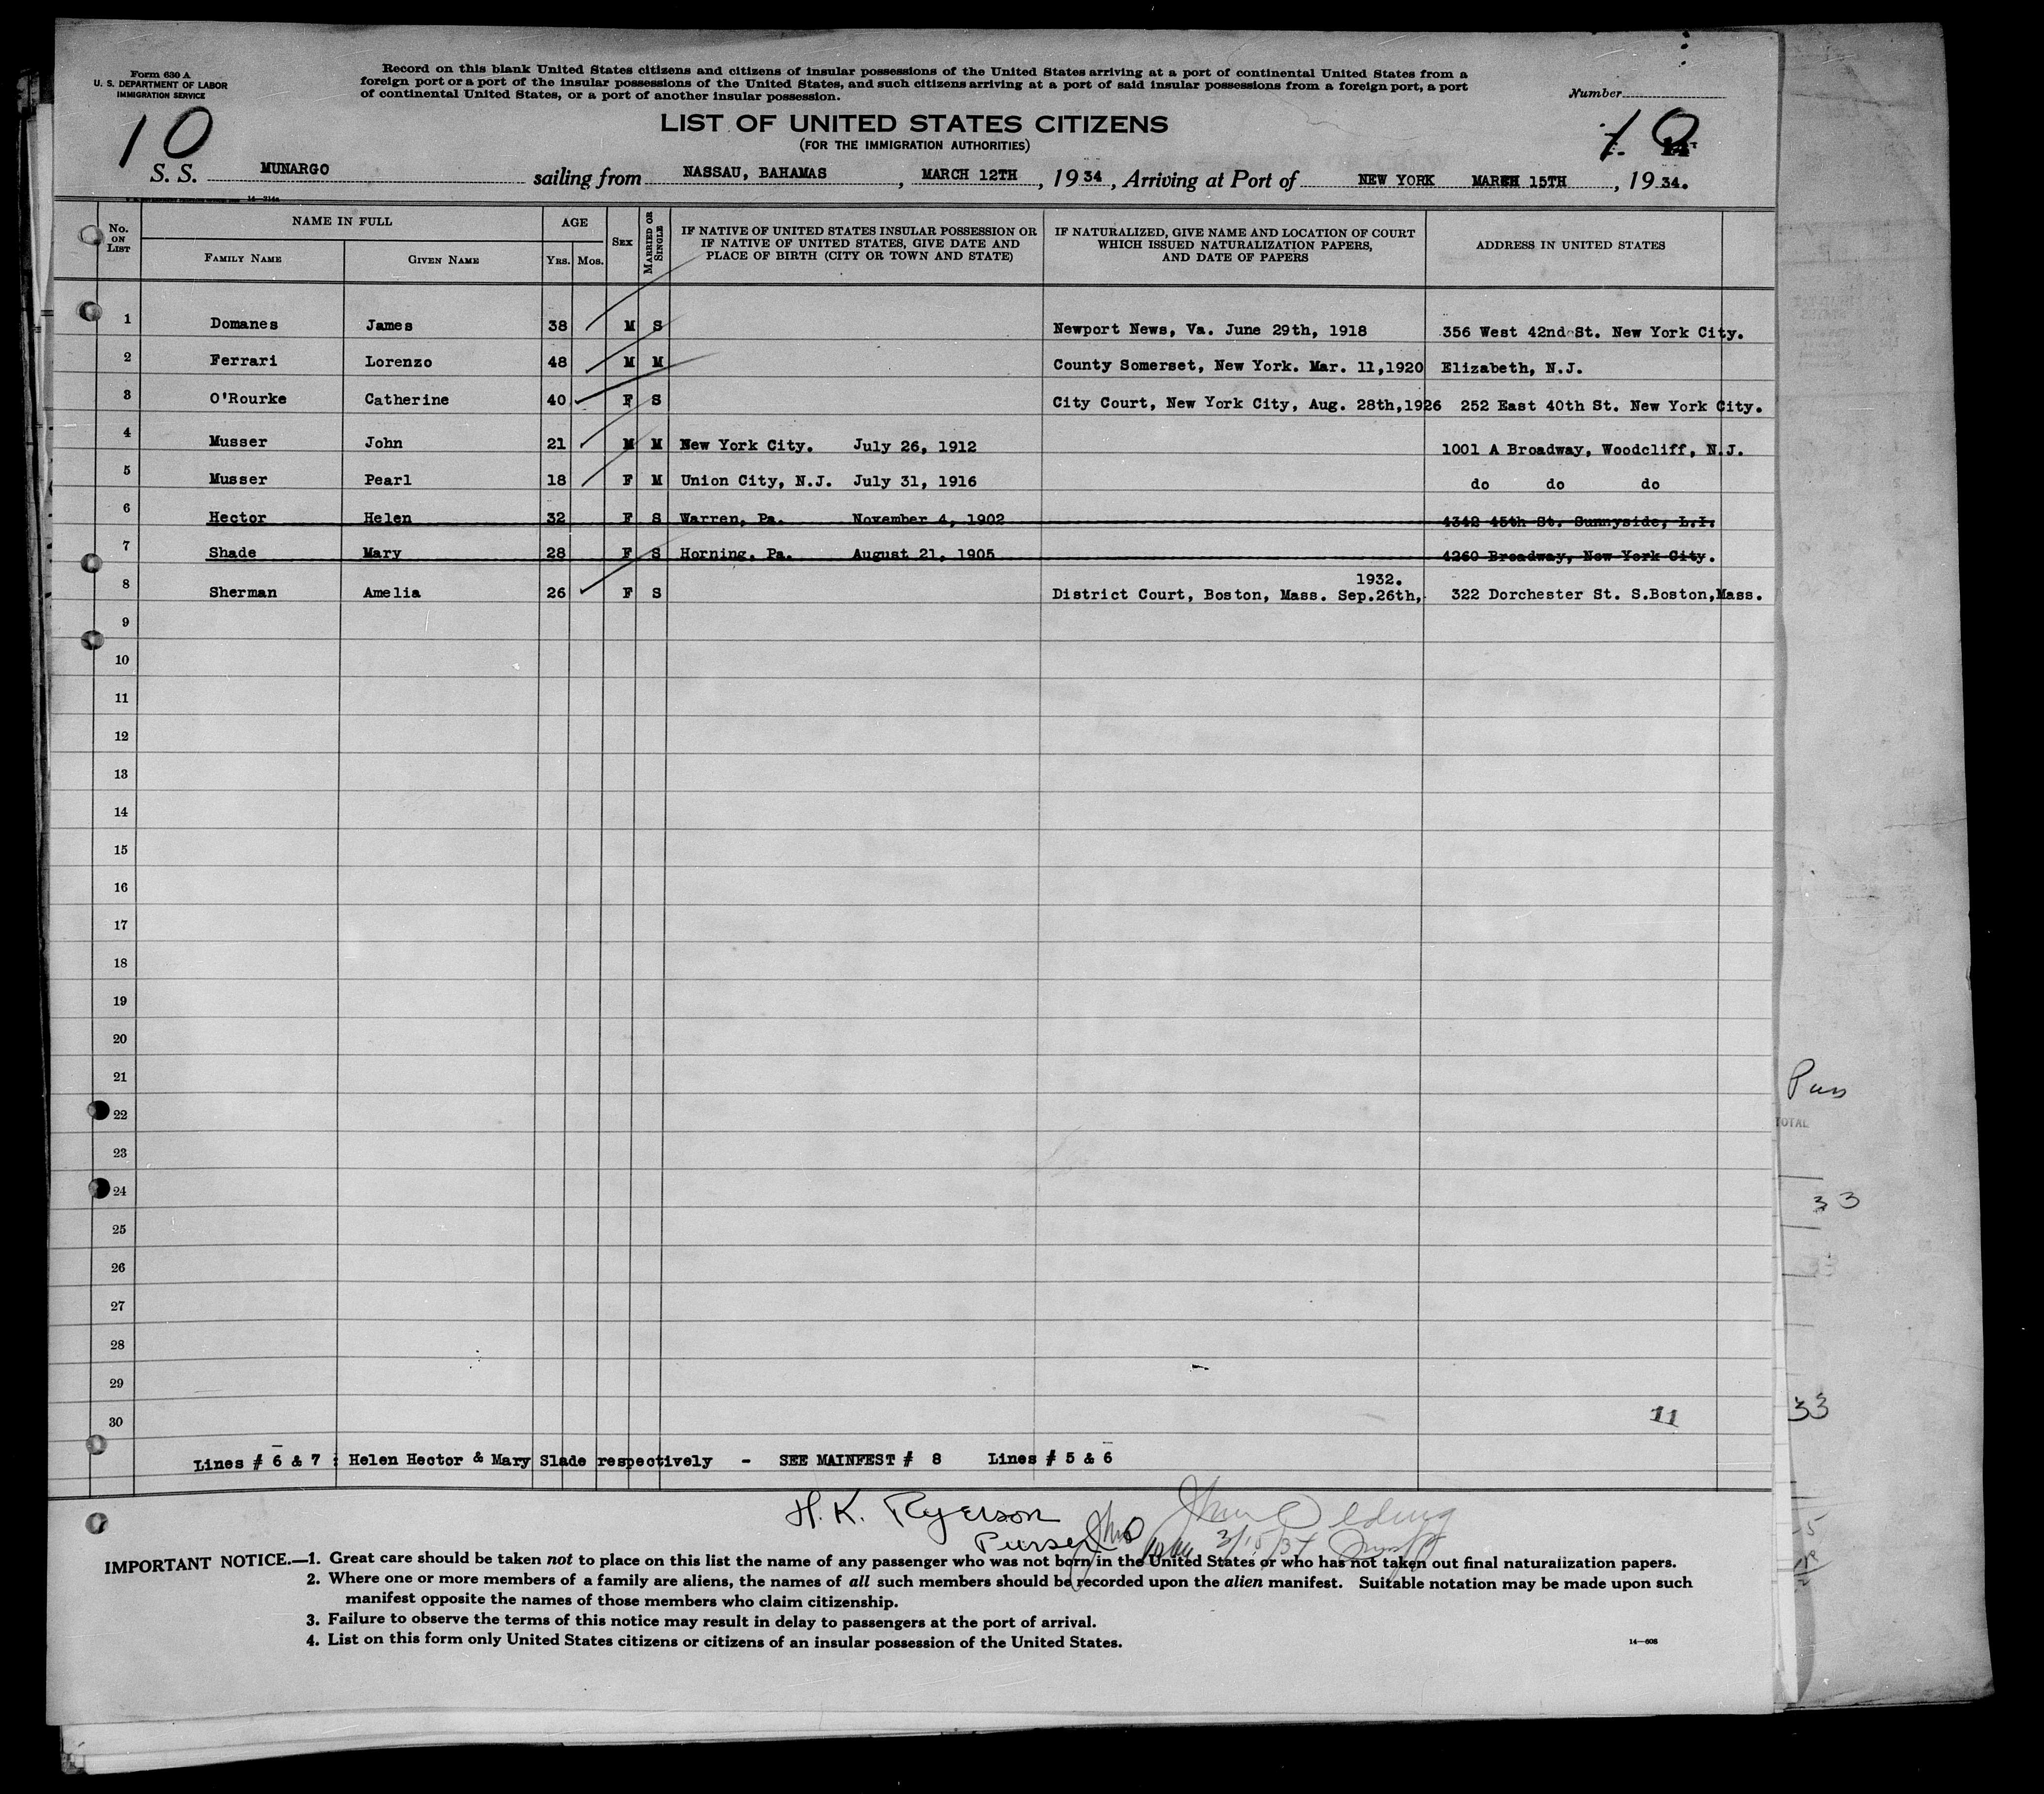 Form 630 A
U. S. DEPARTMENT OF LABOR
IMMIGRATION SERVICE
Record on this blank United States citizens and citizens of insular possessions of the United States arriving at a port of continental United States from a
foreign port or a port of the insular possessions of the United States, and such citizens arriving at a port of said insular possessions from a foreign port, a port
of continental United States, or a port of another insular possession.
Number
10
10
14
LIST OF UNITED STATES CITIZENS
(FOR THE IMMIGRATION AUTHORITIES)
S. S. MUNARGO sailing from NASSAU, BAHAMAS, MARCH 12TH, 1934, Arriving at Port of NEW YORK MARCH 15TH, 1934.
14—214a
No. ON LIST
NAME IN FULL
FAMILY NAME
GIVEN NAME
AGE
YRS.
MOS.
SEX
MARRIED OR SINGLE
IF NATIVE OF UNITED STATES INSULAR POSSESSION OR
IF NATIVE OF UNITED STATES, GIVE DATE AND
PLACE OF BIRTH (CITY OR TOWN AND STATE)
IF NATURALIZED, GIVE NAME AND LOCATION OF COURT
WHICH ISSUED NATURALIZATION PAPERS,
AND DATE OF PAPERS
ADDRESS IN UNITED STATES
1 Domanes James 38 M S Newport News, Va. June 29th, 1918 356 West 42nd St. New York City.
2 Ferrari Lorenzo 48 M M County Somerset, New York. Mar. 11,1920 Elizabeth, N.J.
3 O'Rourke Catherine 40 F S City Court, New York City, Aug. 28th,1926 252 East 40th St. New York City.
4 Musser John 21 M M New York City. July 26, 1912 1001 A Broadway, Woodcliff, N.J.
5 Musser Pearl 18 F M Union City, N.J. July 31, 1916 do do do
6 Hector Helen 32 F S Warren, Pa. November 4, 1902 4342 45th St. Sunnyside, L.I.
7 Shade Mary 28 F S Horning, Pa. August 21, 1905 4260 Broadway, New York City.
1932.
8 Sherman Amelia 26 F S District Court, Boston, Mass. Sep.26th, 322 Dorchester St. S.Boston,Mass.
9
10
11
12
13
14
15
16
17
18
19
20
21
22
23
24
25
26
27
28
29
30
11
Lines # 6 & 7 : Helen Hector & Mary Slade respectively - SEE MAINFEST # 8 Lines # 5 & 6
H. K. Ryerson
Purser
3/15/34
IMPORTANT NOTICE.—1. Great care should be taken not to place on this list the name of any passenger who was not born in the United States or who has not taken out final naturalization papers.
2. Where one or more members of a family are aliens, the names of all such members should be recorded upon the alien manifest. Suitable notation may be made upon such
manifest opposite the names of those members who claim citizenship.
3. Failure to observe the terms of this notice may result in delay to passengers at the port of arrival.
4. List on this form only United States citizens or citizens of an insular possession of the United States.
14—608
TOTAL
33
33